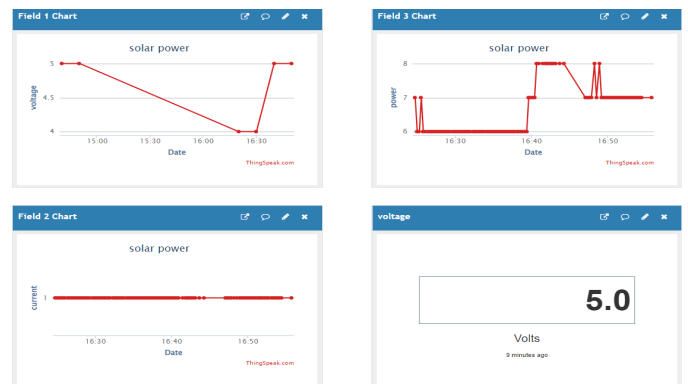 Field 1 Chart
solar power
voltage
5
4.5
4
15:00 15:30 16:00 16:30
Date
ThingSpeak.com
Field 3 Chart
solar power
power
8
7
6
16:30 16:40 16:50
Date
ThingSpeak.com
Field 2 Chart
solar power
current
1
16:30 16:40 16:50
Date
ThingSpeak.com
voltage
5.0
Volts
9 minutes ago